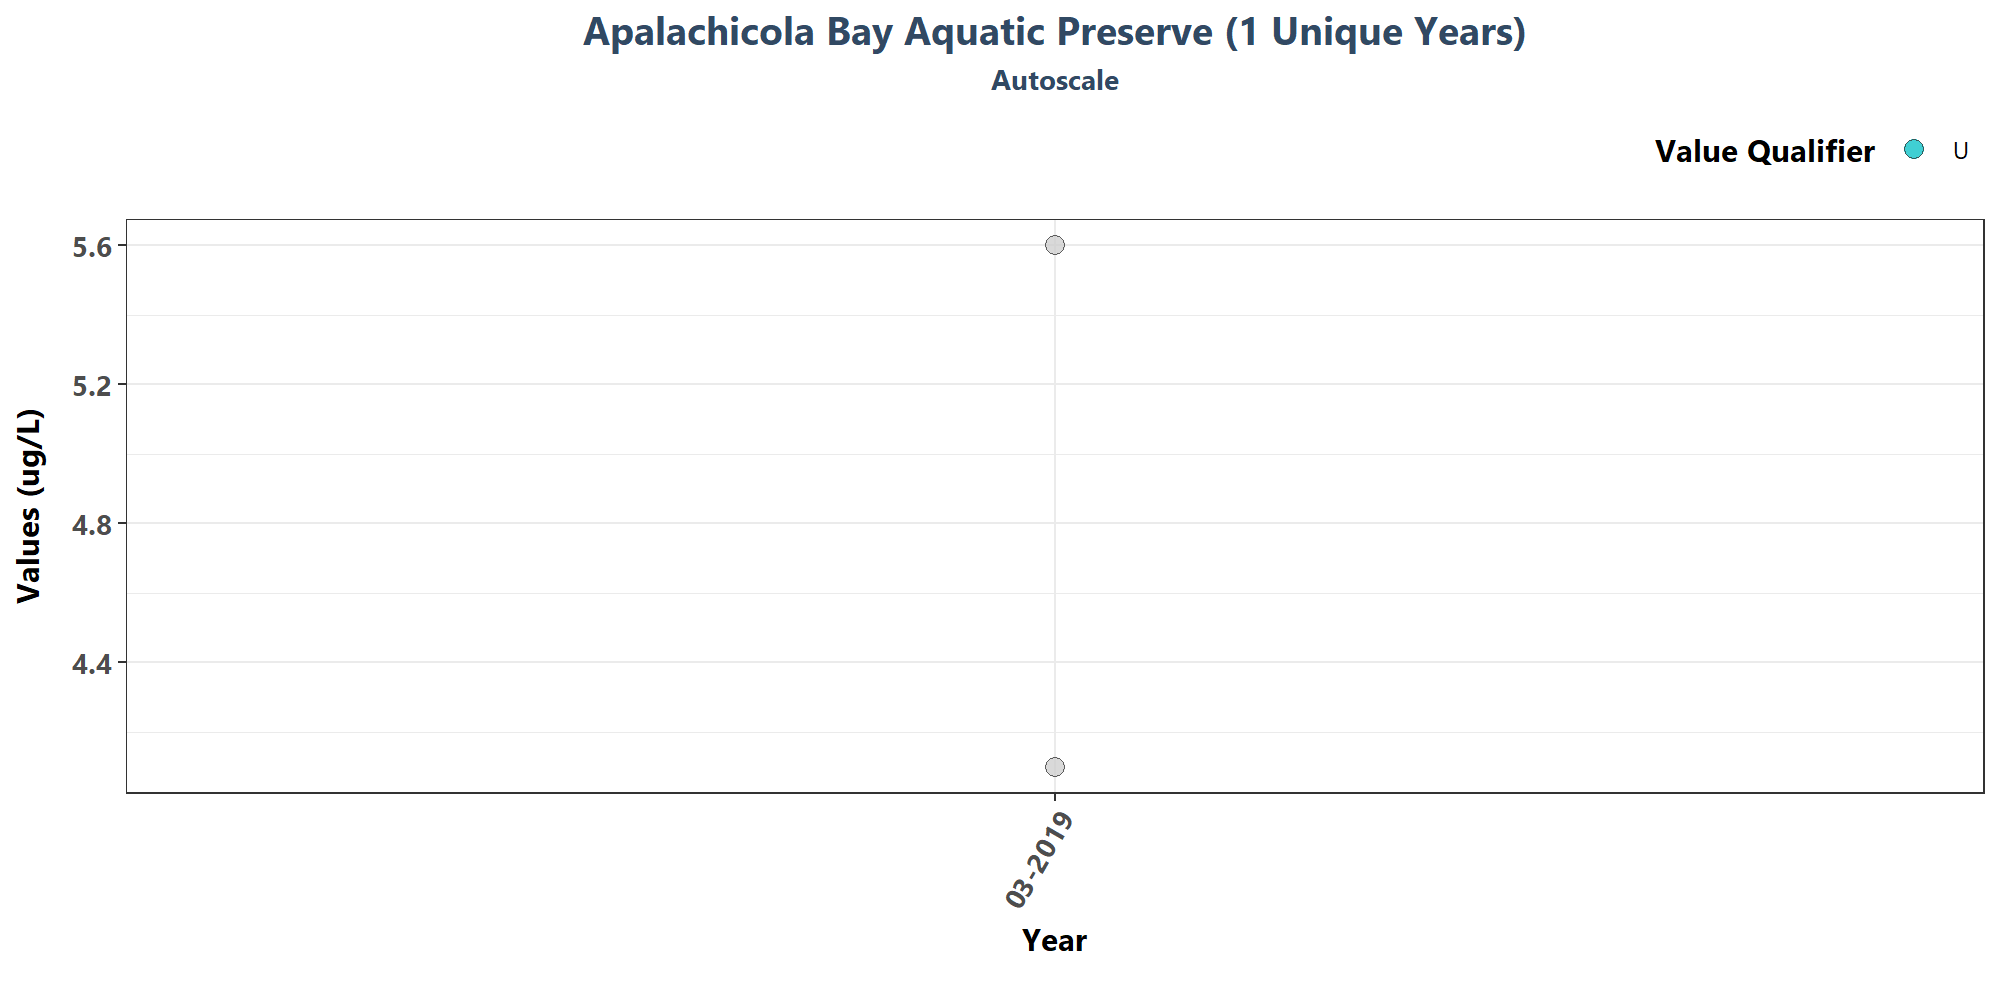 Apalachicola Bay Aquatic Preserve (1 Unique Years)
Autoscale
Value Qualifier U
5.6
5.2
4.8
4.4
Values (ug/L)
03-2019
Year